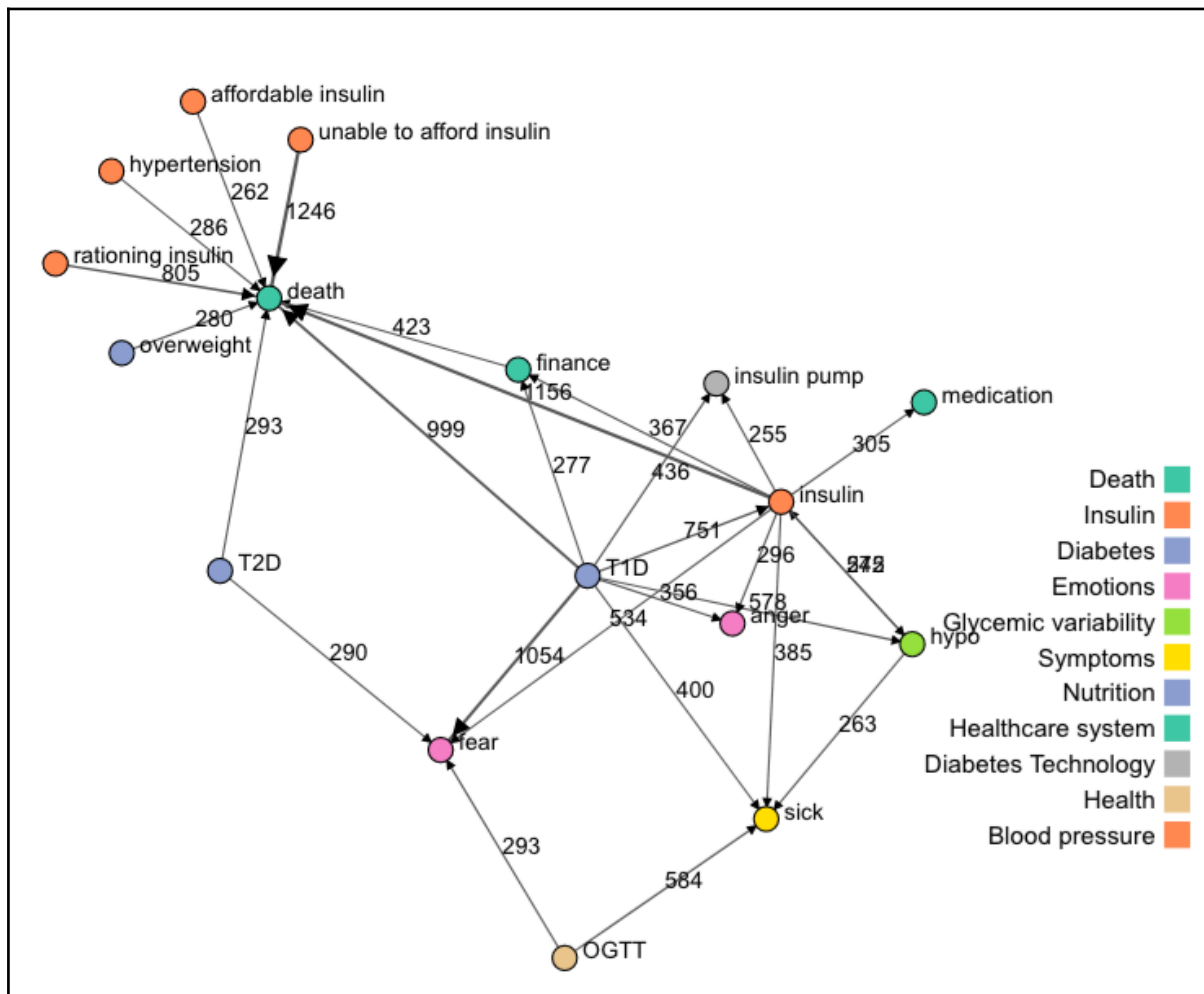 affordable insulin
unable to afford insulin
hypertension
262
1246
286
rationing insulin
805
death
280
overweight
423
finance
insulin pump
1156
medication
293
999
367
255
305
436
277
insulin
T2D
T1D
751
296
356
578
anger
534
hypo
290
1054
385
400
263
fear
sick
293
584
OGTT
Death
Insulin
Diabetes
Emotions
Glycemic variability
Symptoms
Nutrition
Healthcare system
Diabetes Technology
Health
Blood pressure